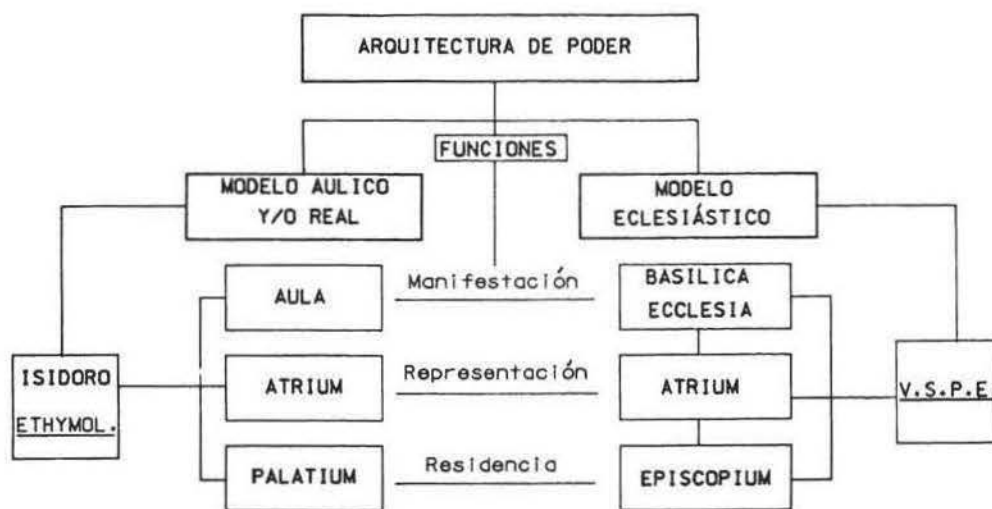 ARQUITECTURA DE PODER
FUNCIONES
MODELO AULICO
Y/O REAL
MODELO
ECLESIÁSTICO
AULA
Manifestación
BASILICA
ECCLESIA
ISIDORO
ETHYMOL.
ATRIUM
Representación
ATRIUM
V.S.P.E
PALATIUM
Residencia
EPISCOPIUM